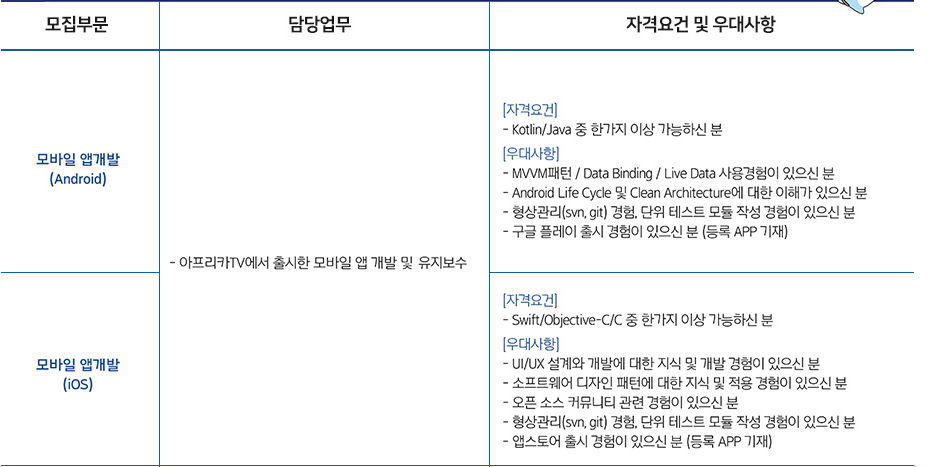 모집부문
담당업무
자격요건 및 우대사항
모바일 앱개발
(Android)
- 아프리카TV에서 출시한 모바일 앱 개발 및 유지보수
[자격요건]
- Kotlin/Java 중 한가지 이상 가능하신 분
[우대사항]
- MVVM패턴 / Data Binding / Live Data 사용경험이 있으신 분
- Android Life Cycle 및 Clean Architecture에 대한 이해가 있으신 분
- 형상관리(svn, git) 경험, 단위 테스트 모듈 작성 경험이 있으신 분
- 구글 플레이 출시 경험이 있으신 분 (등록 APP 기재)
모바일 앱개발
(iOS)
[자격요건]
- Swift/Objective-C/C 중 한가지 이상 가능하신 분
[우대사항]
- UI/UX 설계와 개발에 대한 지식 및 개발 경험이 있으신 분
- 소프트웨어 디자인 패턴에 대한 지식 및 적용 경험이 있으신 분
- 오픈 소스 커뮤니티 관련 경험이 있으신 분
- 형상관리(svn, git) 경험, 단위 테스트 모듈 작성 경험이 있으신 분
- 앱스토어 출시 경험이 있으신 분 (등록 APP 기재)